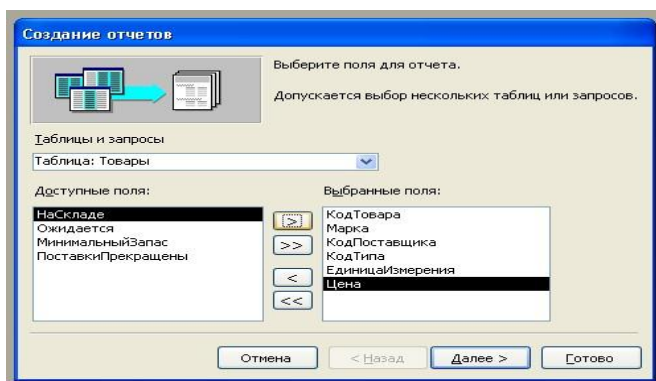 Создание отчетов
Выберите поля для отчета.
Допускается выбор нескольких таблиц или запросов.
Таблицы и запросы
Таблица: Товары
Доступные поля:
Выбранные поля:
НаСкладе
Ожидается
МинимальныйЗапас
ПоставкиПрекращены
>
>>
<
<<
КодТовара
Марка
КодПоставщика
КодТипа
ЕдиницаИзмерения
Цена
Отмена
< Назад
Далее >
Готово